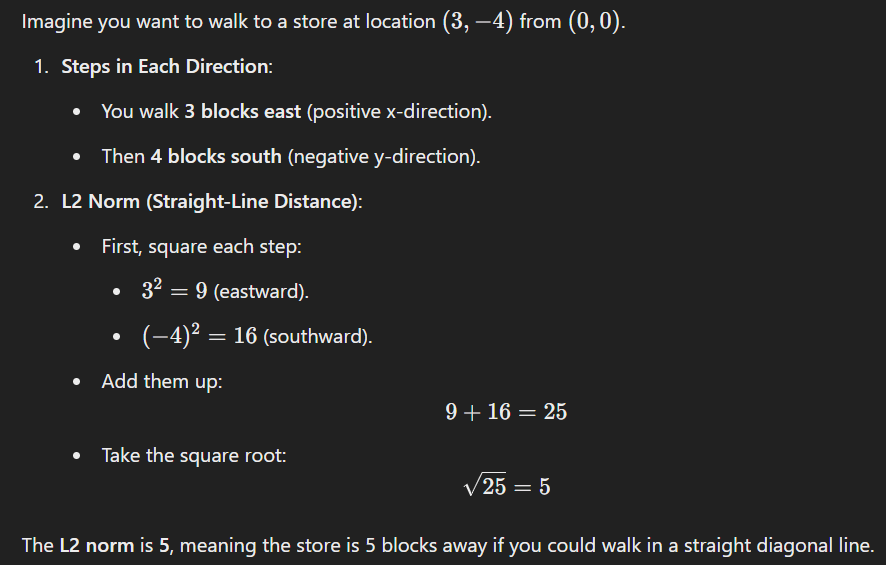 Imagine you want to walk to a store at location (3, −4) from (0, 0).
1. Steps in Each Direction:
• You walk 3 blocks east (positive x-direction).
• Then 4 blocks south (negative y-direction).
2. L2 Norm (Straight-Line Distance):
• First, square each step:
• 3² = 9 (eastward).
• (−4)² = 16 (southward).
• Add them up:
9 + 16 = 25
• Take the square root:
√25 = 5
The L2 norm is 5, meaning the store is 5 blocks away if you could walk in a straight diagonal line.